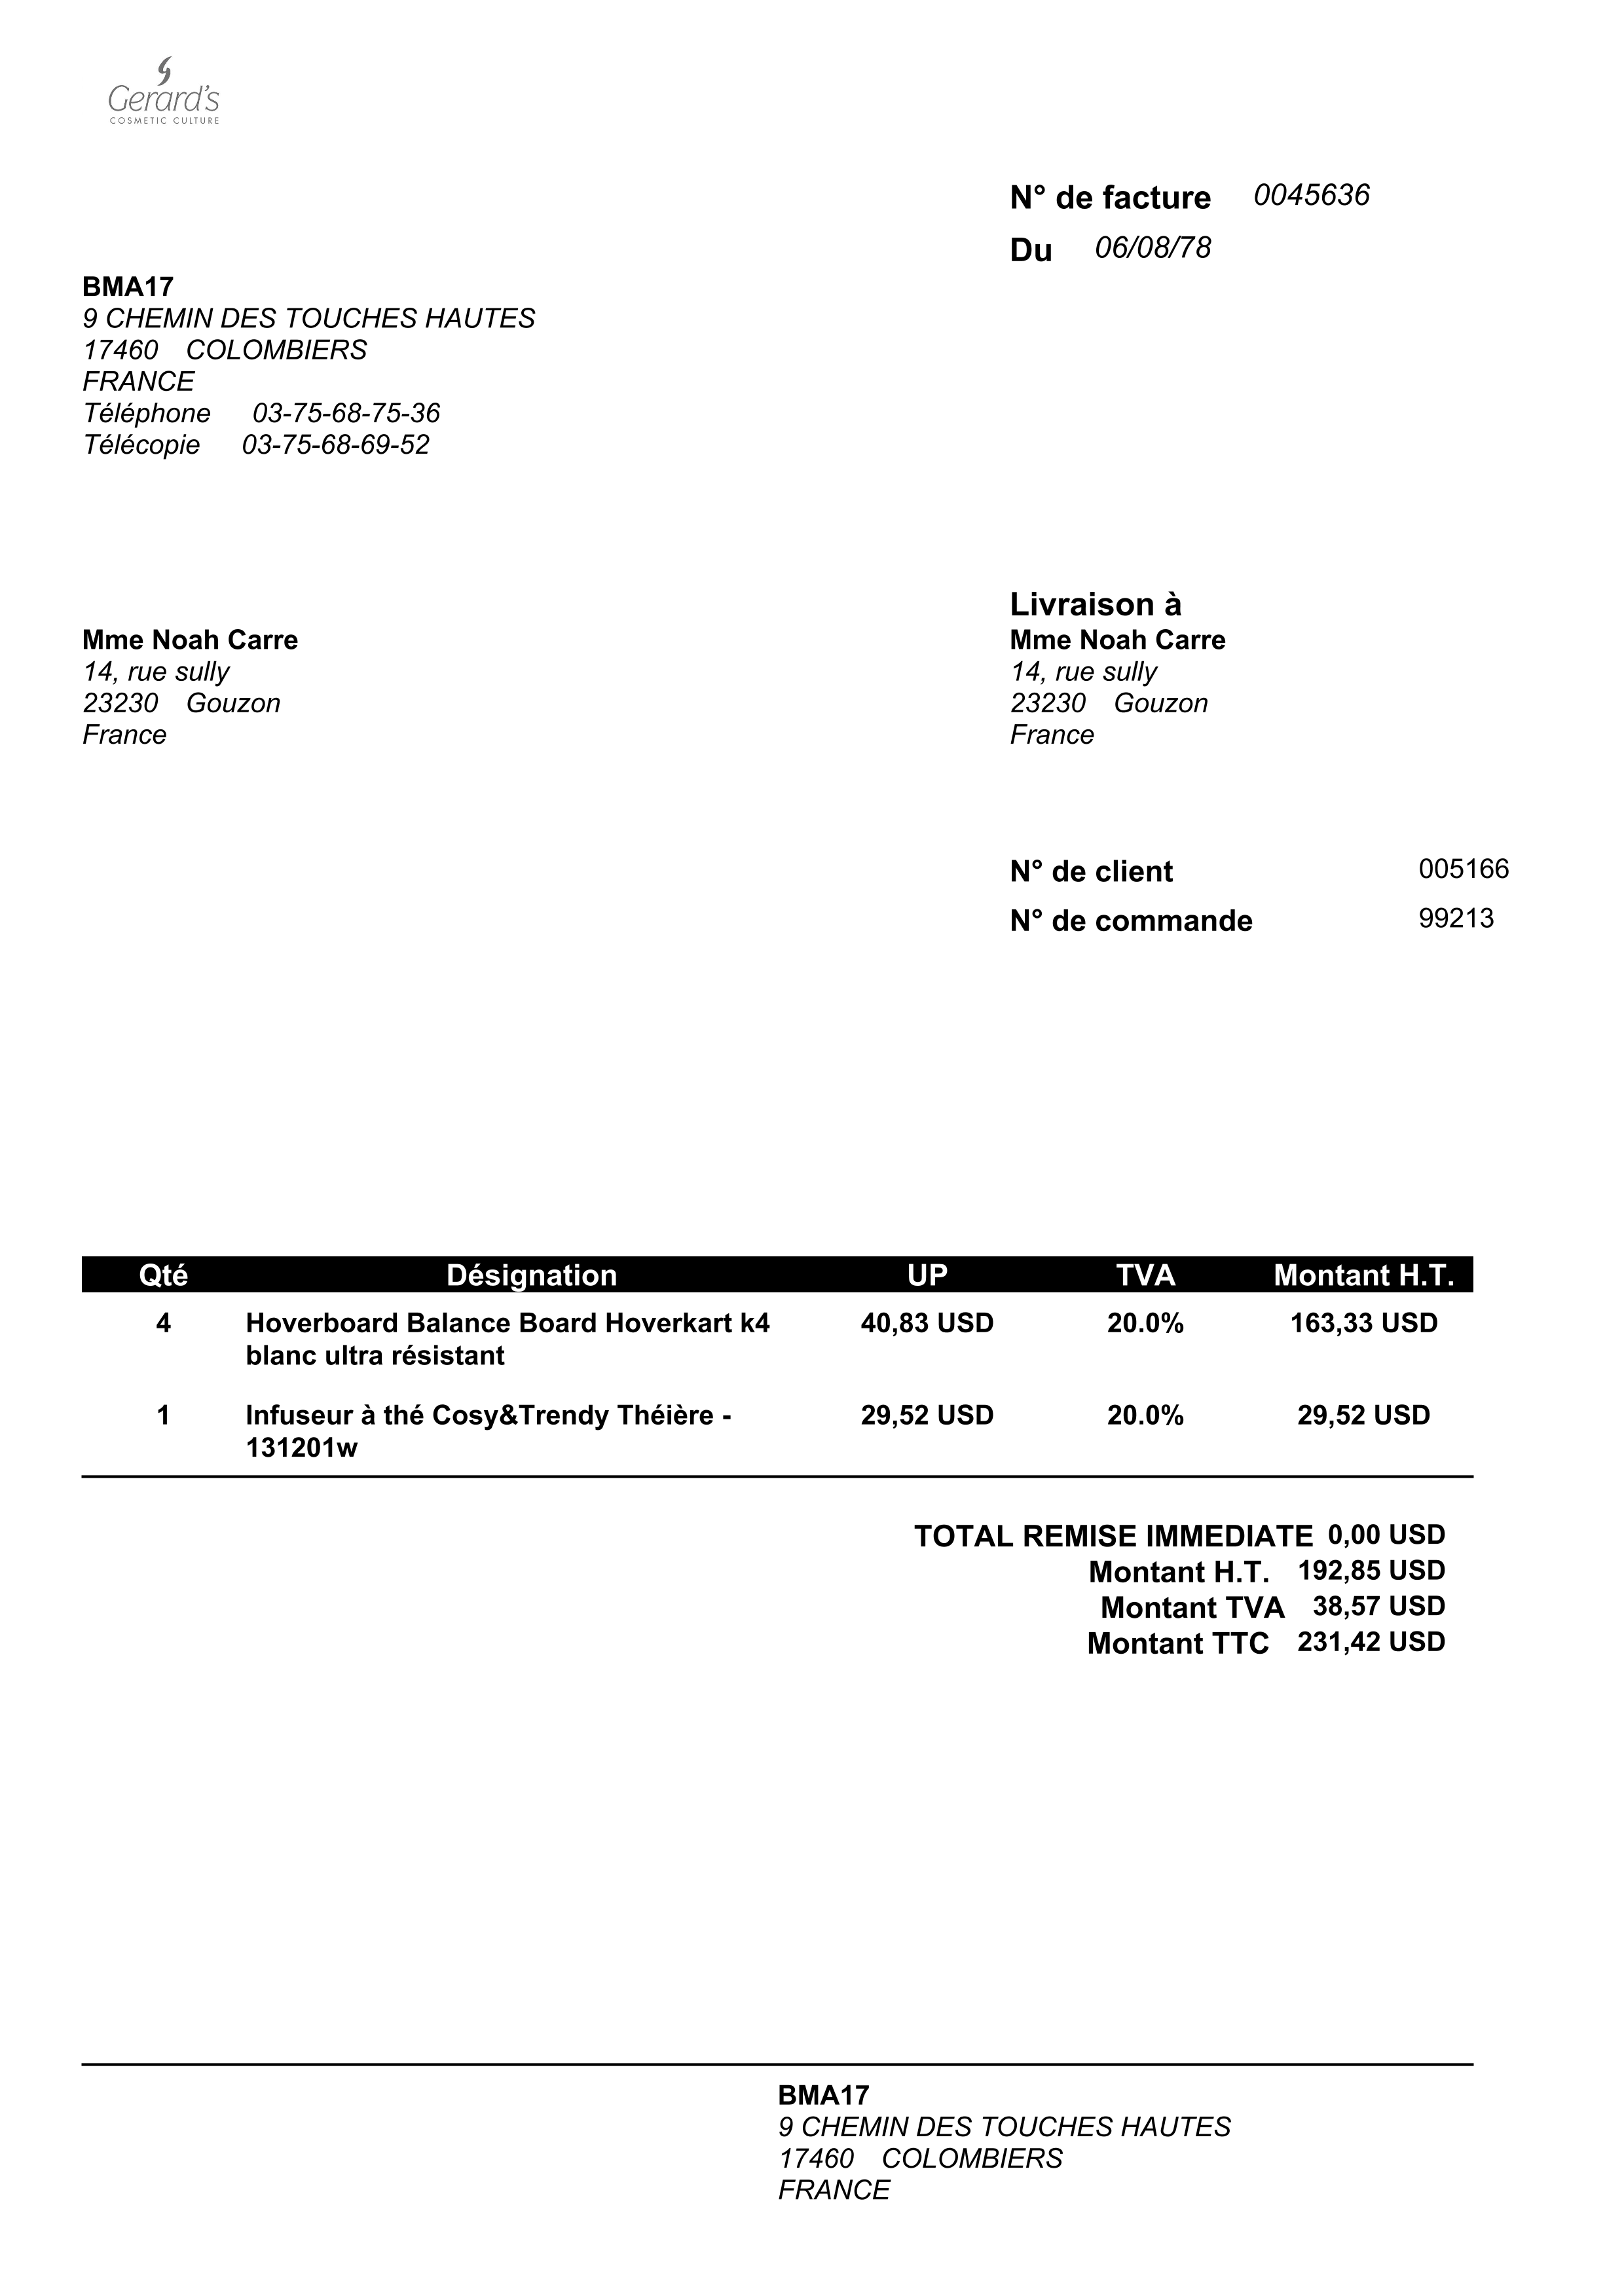 Gerard's
COSMETIC CULTURE
N° de facture 0045636
Du 06/08/78
BMA17
9 CHEMIN DES TOUCHES HAUTES
17460 COLOMBIERS
FRANCE
Téléphone 03-75-68-75-36
Télécopie 03-75-68-69-52
Mme Noah Carre
14, rue sully
23230 Gouzon
France
Livraison à
Mme Noah Carre
14, rue sully
23230 Gouzon
France
N° de client 005166
N° de commande 99213
Qté Désignation UP TVA Montant H.T.
4 Hoverboard Balance Board Hoverkart k4 40,83 USD 20.0% 163,33 USD
blanc ultra résistant
1 Infuseur à thé Cosy&Trendy Théière - 29,52 USD 20.0% 29,52 USD
131201w
TOTAL REMISE IMMEDIATE 0,00 USD
Montant H.T. 192,85 USD
Montant TVA 38,57 USD
Montant TTC 231,42 USD
BMA17
9 CHEMIN DES TOUCHES HAUTES
17460 COLOMBIERS
FRANCE